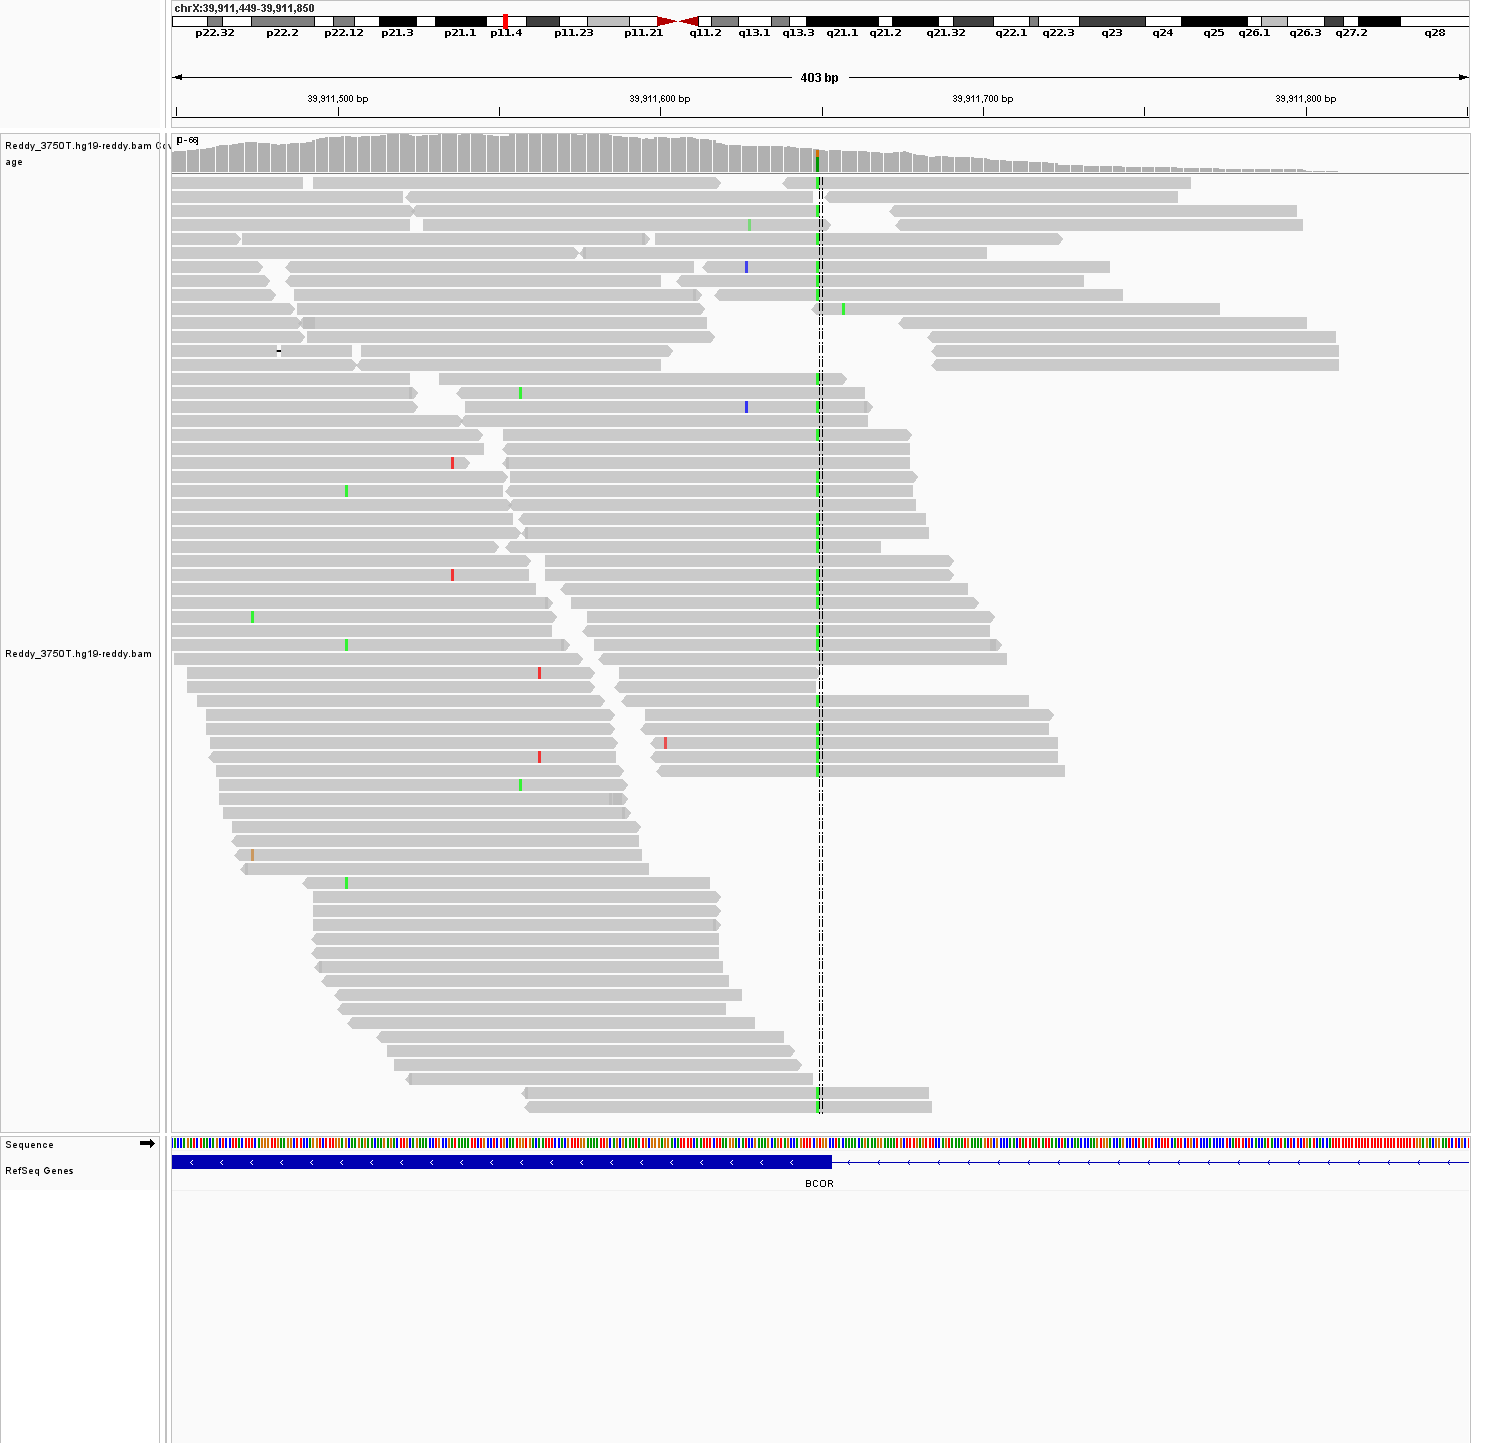 chrX:39,911,449-39,911,850
p22.32 p22.2 p22.12 p21.3 p21.1 p11.4 p11.23 p11.21 q11.2 q13.1 q13.3 q21.1 q21.2 q21.32 q22.1 q22.3 q23 q24 q25 q26.1 q26.3 q27.2 q28
403 bp
39,911,500 bp 39,911,600 bp 39,911,700 bp 39,911,800 bp
Reddy_3750T.hg19-reddy.bam Cov
age
[0-66]
Reddy_3750T.hg19-reddy.bam
Sequence
RefSeq Genes
BCOR